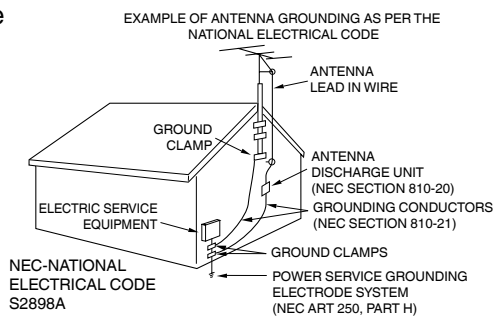 e
EXAMPLE OF ANTENNA GROUNDING AS PER THE
NATIONAL ELECTRICAL CODE
ANTENNA
LEAD IN WIRE
GROUND
CLAMP
ANTENNA
DISCHARGE UNIT
(NEC SECTION 810-20)
ELECTRIC SERVICE
EQUIPMENT
GROUNDING CONDUCTORS
(NEC SECTION 810-21)
GROUND CLAMPS
NEC-NATIONAL
ELECTRICAL CODE
S2898A
POWER SERVICE GROUNDING
ELECTRODE SYSTEM
(NEC ART 250, PART H)